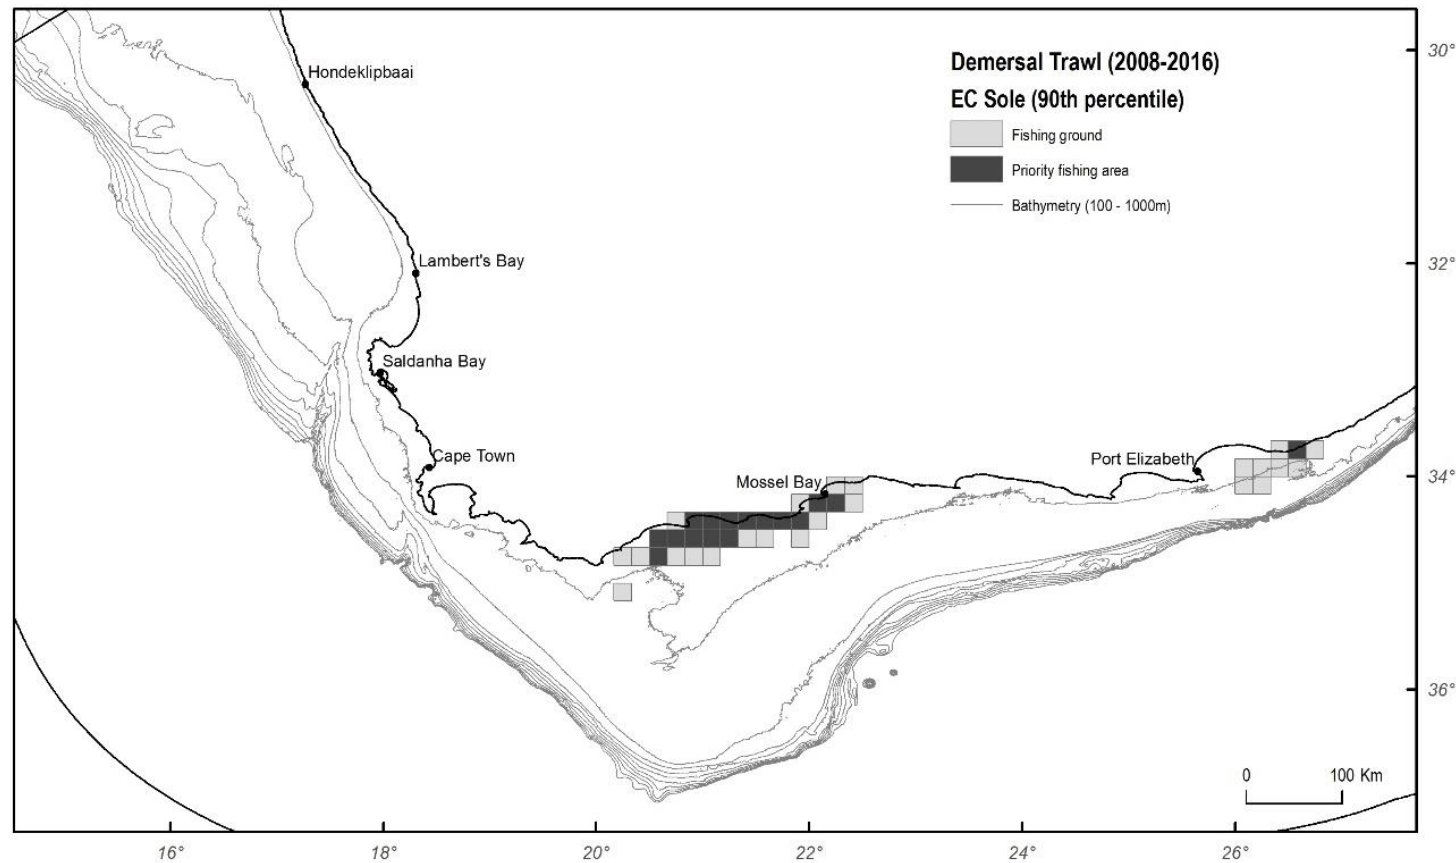 Demersal Trawl (2008-2016)
EC Sole (90th percentile)
Fishing ground
Priority fishing area
Bathymetry (100 - 1000m)
Hondeklipbaai
Lambert's Bay
Saldanha Bay
Cape Town
Mossel Bay
Port Elizabeth
30°
32°
34°
36°
0 100 Km
16° 18° 20° 22° 24° 26°